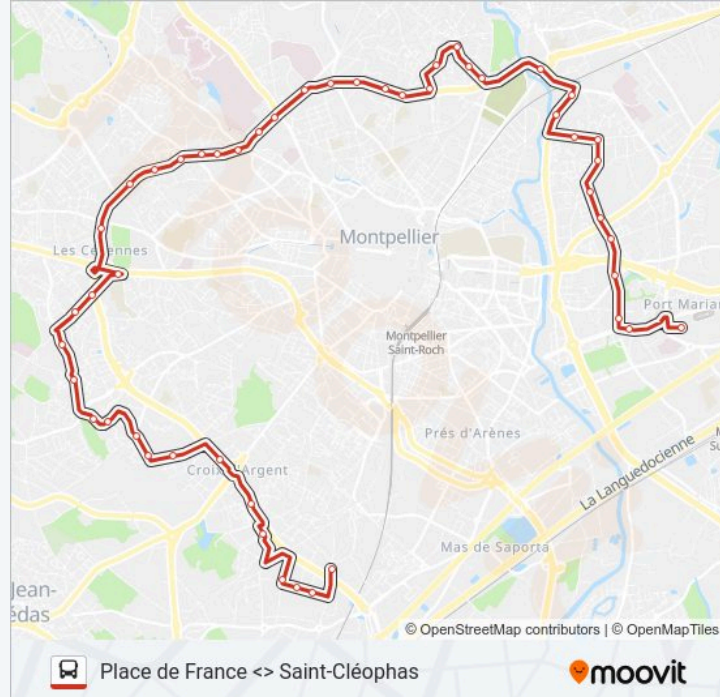 Les Cévennes
Montpellier
Port Marian
Montpellier
Saint-Roch
Prés d'Arènes
La Languedocienne
Croix d'Argent
Mas de Saporta
Jean-
édas
© OpenStreetMap contributors | © OpenMapTiles
Place de France <> Saint-Cléophas
moovit